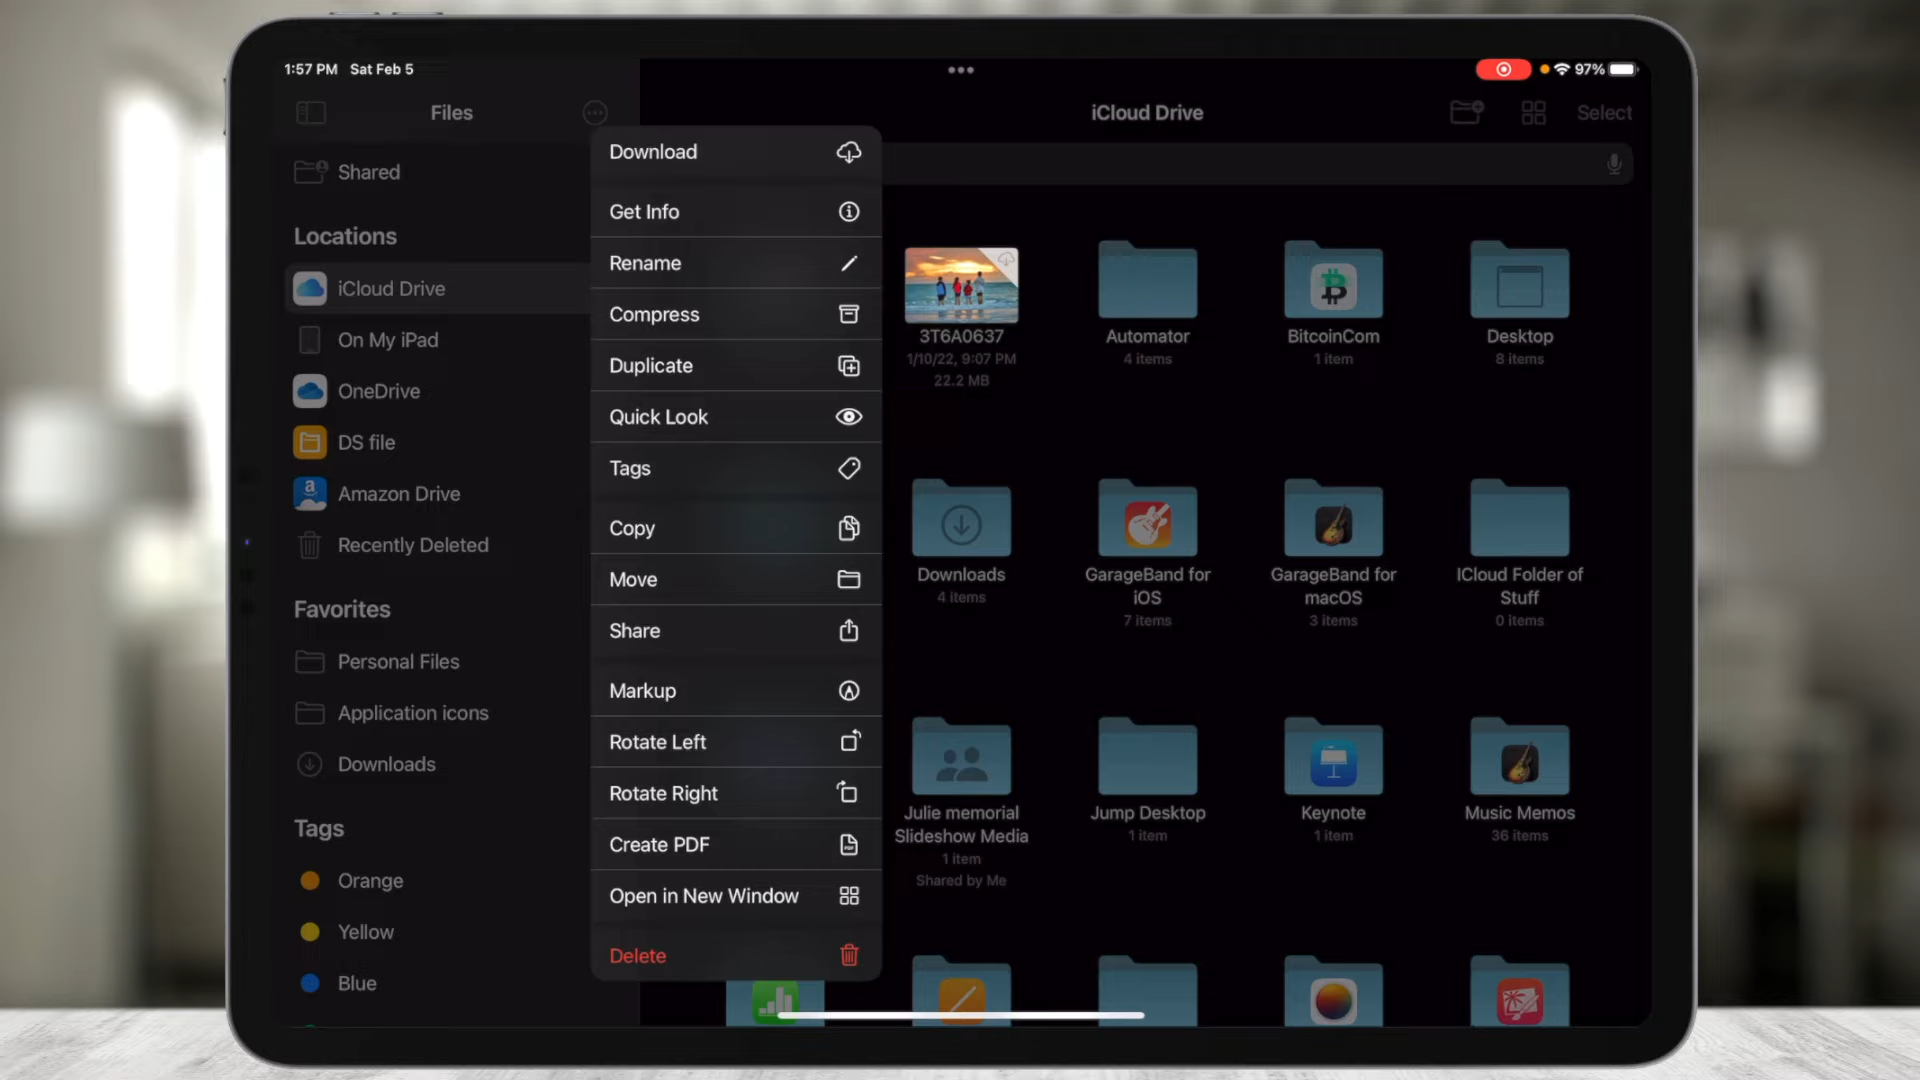 1:57 PM Sat Feb 5
97%
Files
Shared
Locations
iCloud Drive
On My iPad
OneDrive
DS file
Amazon Drive
Recently Deleted
Favorites
Personal Files
Application icons
Downloads
Tags
Orange
Yellow
Blue
Download
Get Info
Rename
Compress
Duplicate
Quick Look
Tags
Copy
Move
Share
Markup
Rotate Left
Rotate Right
Create PDF
Open in New Window
Delete
iCloud Drive
Select
3T6A0637
1/10/22, 9:07 PM
22.2 MB
Automator
4 items
BitcoinCom
1 item
Desktop
8 items
Downloads
4 items
GarageBand for
iOS
7 items
GarageBand for
macOS
3 items
ICloud Folder of
Stuff
0 items
Julie memorial
Slideshow Media
1 item
Shared by Me
Jump Desktop
1 item
Keynote
1 item
Music Memos
36 items